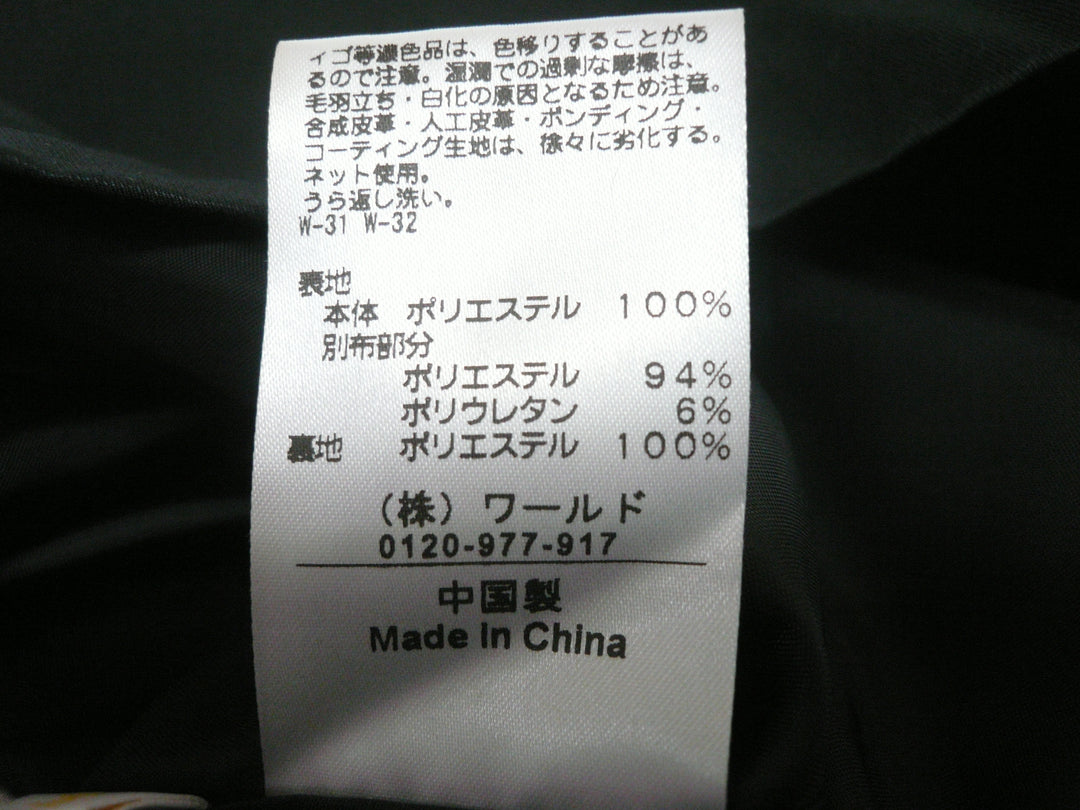 ィゴ等濃色品は、色移りすることがあ
るので注意。湿潤での過剰な摩擦は、
毛羽立ち・白化の原因となるため注意。
合成皮革・人工皮革・ボンディング・
コーティング生地は、徐々に劣化する。
ネット使用。
うら返し洗い。
W-31 W-32
表地
本体 ポリエステル 100%
別布部分
ポリエステル 94%
ポリウレタン 6%
裏地 ポリエステル 100%
(株) ワールド
0120-977-917
中国製
Made in China